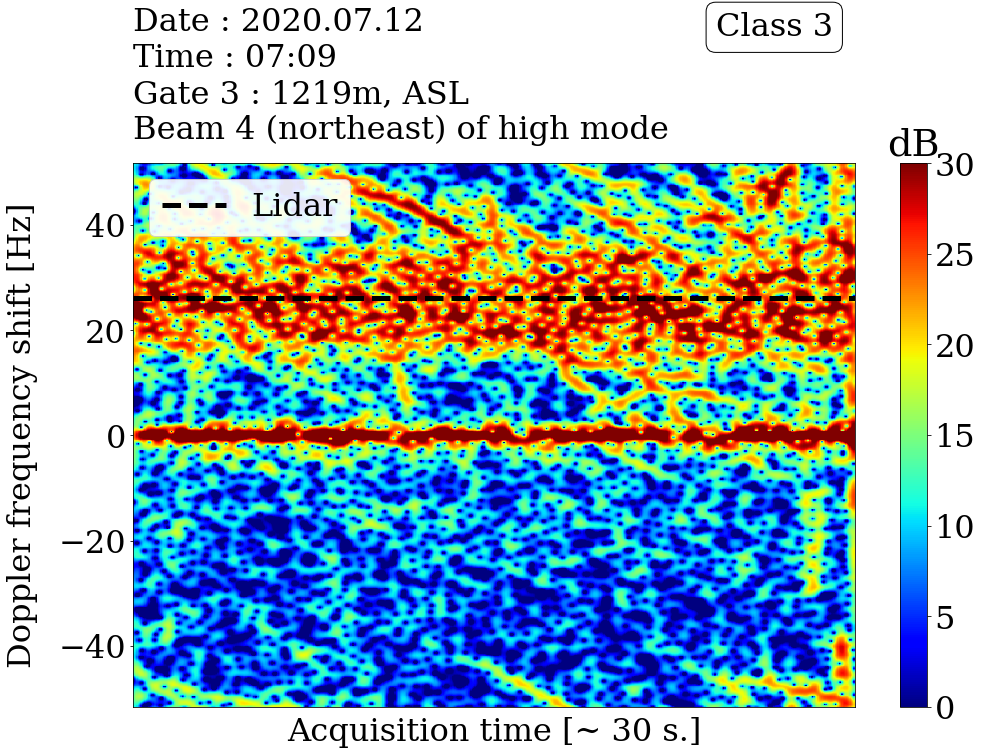 Date : 2020.07.12
Time : 07:09
Gate 3 : 1219m, ASL
Beam 4 (northeast) of high mode
Class 3
dB
Lidar
Doppler frequency shift [Hz]
40
20
0
−20
−40
30
25
20
15
10
5
0
Acquisition time [~ 30 s.]